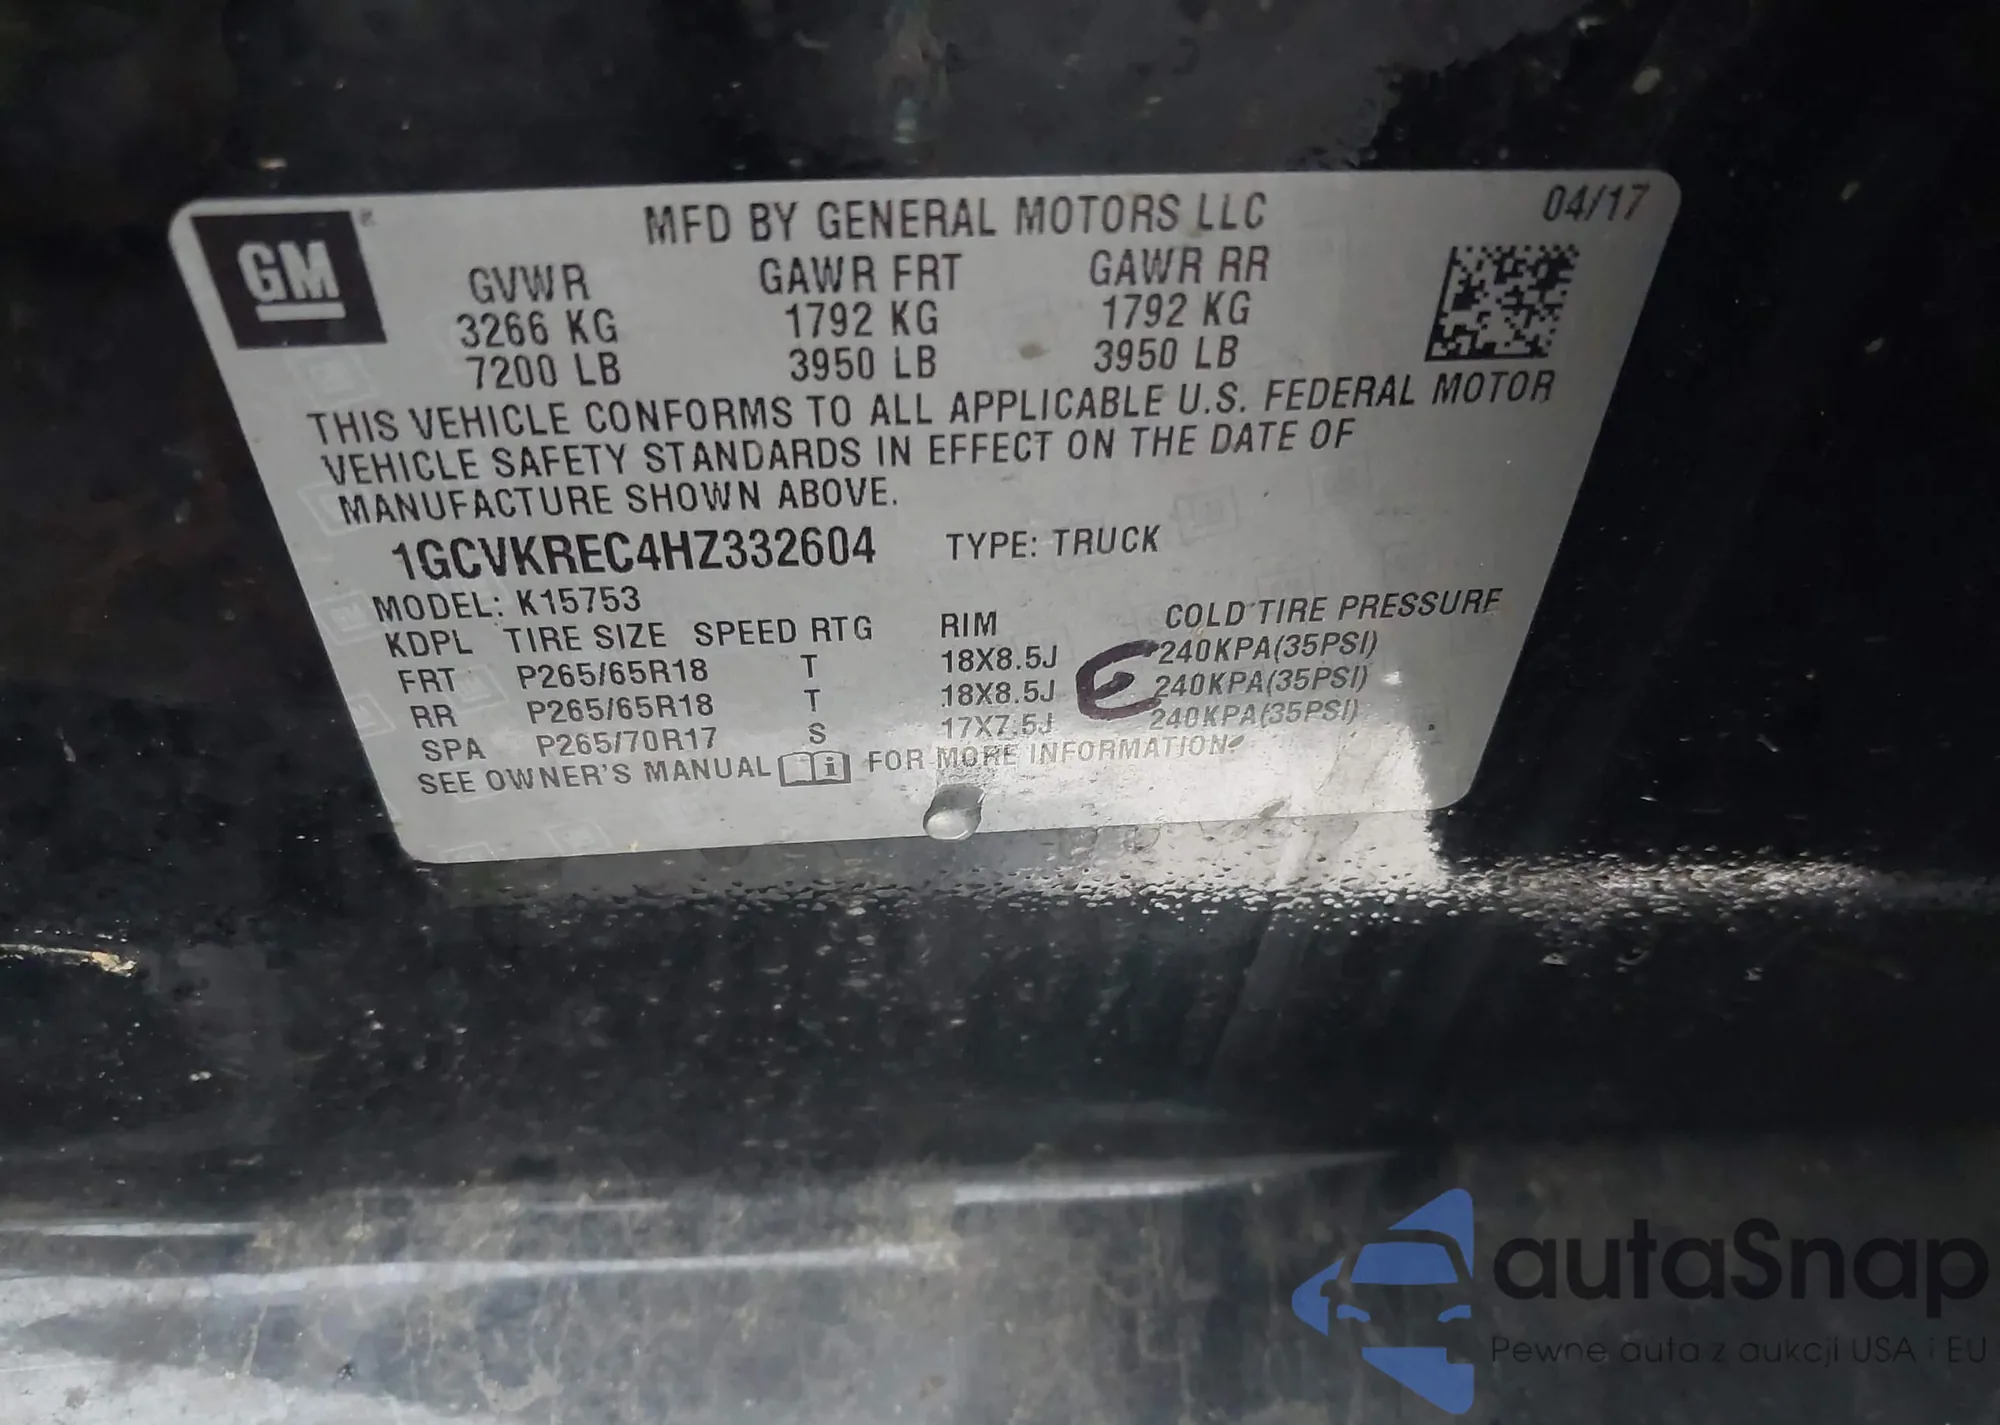 GM
MFD BY GENERAL MOTORS LLC 04/17
GVWR GAWR FRT GAWR RR
3266 KG 1792 KG 1792 KG
7200 LB 3950 LB 3950 LB
THIS VEHICLE CONFORMS TO ALL APPLICABLE U.S. FEDERAL MOTOR
VEHICLE SAFETY STANDARDS IN EFFECT ON THE DATE OF
MANUFACTURE SHOWN ABOVE.
1GCVKREC4HZ332604 TYPE: TRUCK
MODEL: K15753
KDPL TIRE SIZE SPEED RTG RIM COLD TIRE PRESSURE
FRT P265/65R18 T 18X8.5J 240KPA(35PSI)
RR P265/65R18 T 18X8.5J 240KPA(35PSI)
SPA P265/70R17 S 17X7.5J 240KPA(35PSI)
SEE OWNER'S MANUAL i FOR MORE INFORMATION
autaSnap
Pewne auta z aukcji USA i EU